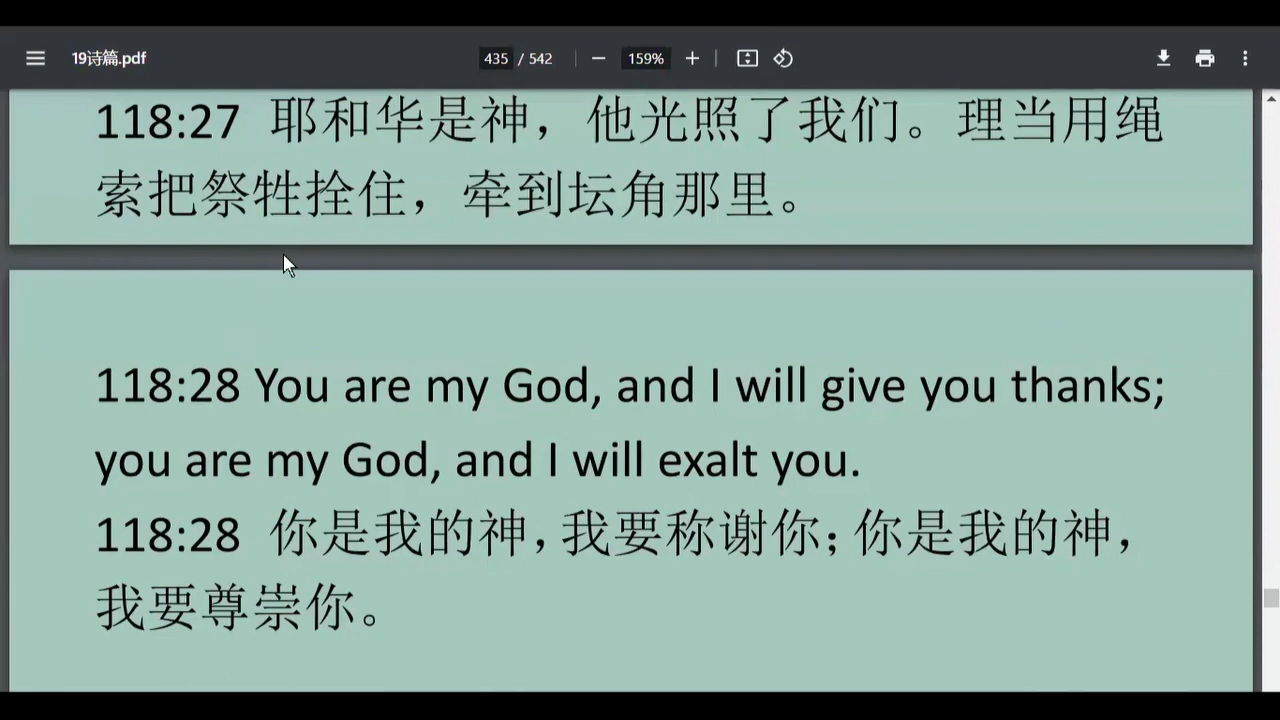 19诗篇.pdf
435 / 542
159%
118:27 耶和华是神，他光照了我们。理当用绳
索把祭牲拴住，牵到坛角那里。
118:28 You are my God, and I will give you thanks;
you are my God, and I will exalt you.
118:28 你是我的神，我要称谢你；你是我的神，
我要尊崇你。